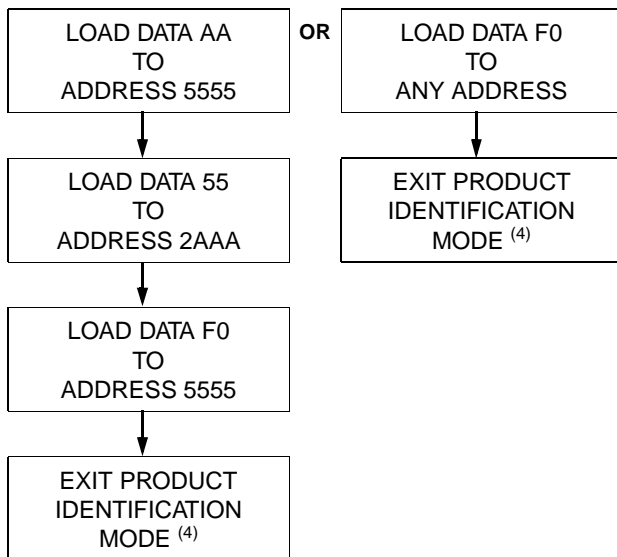 LOAD DATA AA
TO
ADDRESS 5555
LOAD DATA 55
TO
ADDRESS 2AAA
LOAD DATA F0
TO
ADDRESS 5555
EXIT PRODUCT
IDENTIFICATION
MODE (4)
OR
LOAD DATA F0
TO
ANY ADDRESS
EXIT PRODUCT
IDENTIFICATION
MODE (4)